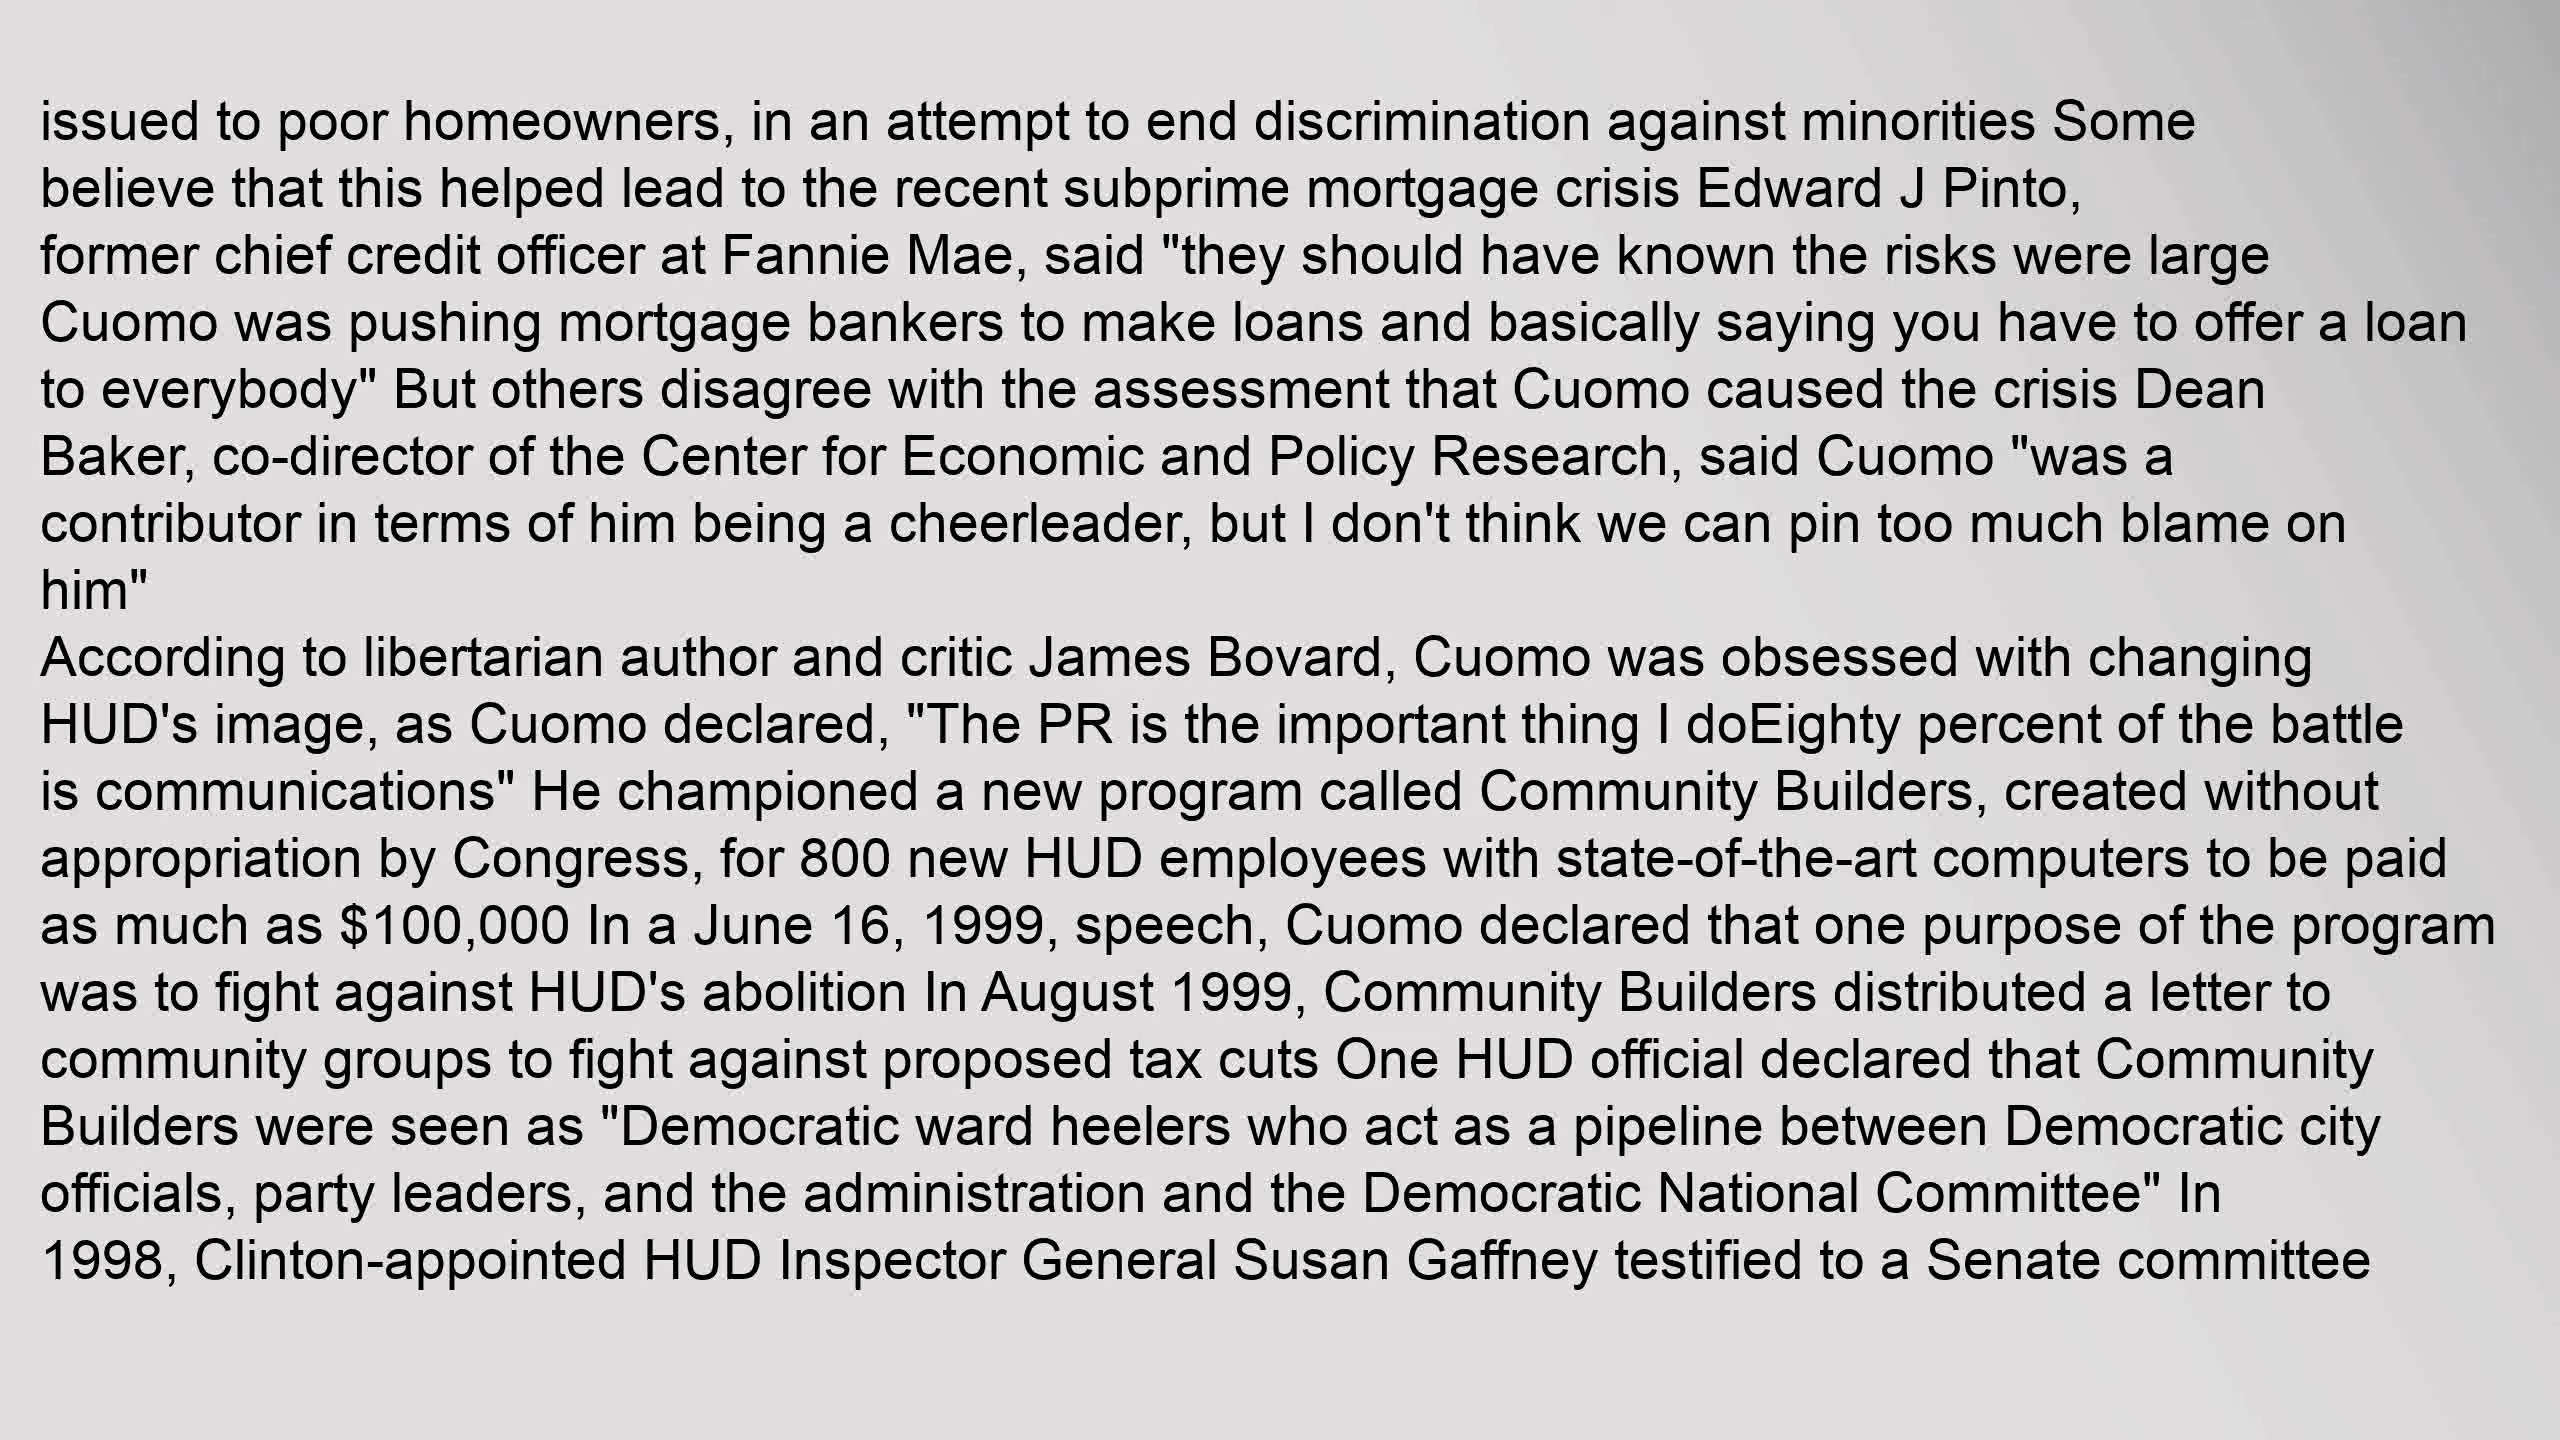 issued to poor homeowners, in an attempt to end discrimination against minorities Some
believe that this helped lead to the recent subprime mortgage crisis Edward J Pinto,
former chief credit officer at Fannie Mae, said "they should have known the risks were large
Cuomo was pushing mortgage bankers to make loans and basically saying you have to offer a loan
to everybody" But others disagree with the assessment that Cuomo caused the crisis Dean
Baker, co-director of the Center for Economic and Policy Research, said Cuomo "was a
contributor in terms of him being a cheerleader, but I don't think we can pin too much blame on
him"
According to libertarian author and critic James Bovard, Cuomo was obsessed with changing
HUD's image, as Cuomo declared, "The PR is the important thing I doEighty percent of the battle
is communications" He championed a new program called Community Builders, created without
appropriation by Congress, for 800 new HUD employees with state-of-the-art computers to be paid
as much as $100,000 In a June 16, 1999, speech, Cuomo declared that one purpose of the program
was to fight against HUD's abolition In August 1999, Community Builders distributed a letter to
community groups to fight against proposed tax cuts One HUD official declared that Community
Builders were seen as "Democratic ward heelers who act as a pipeline between Democratic city
officials, party leaders, and the administration and the Democratic National Committee" In
1998, Clinton-appointed HUD Inspector General Susan Gaffney testified to a Senate committee